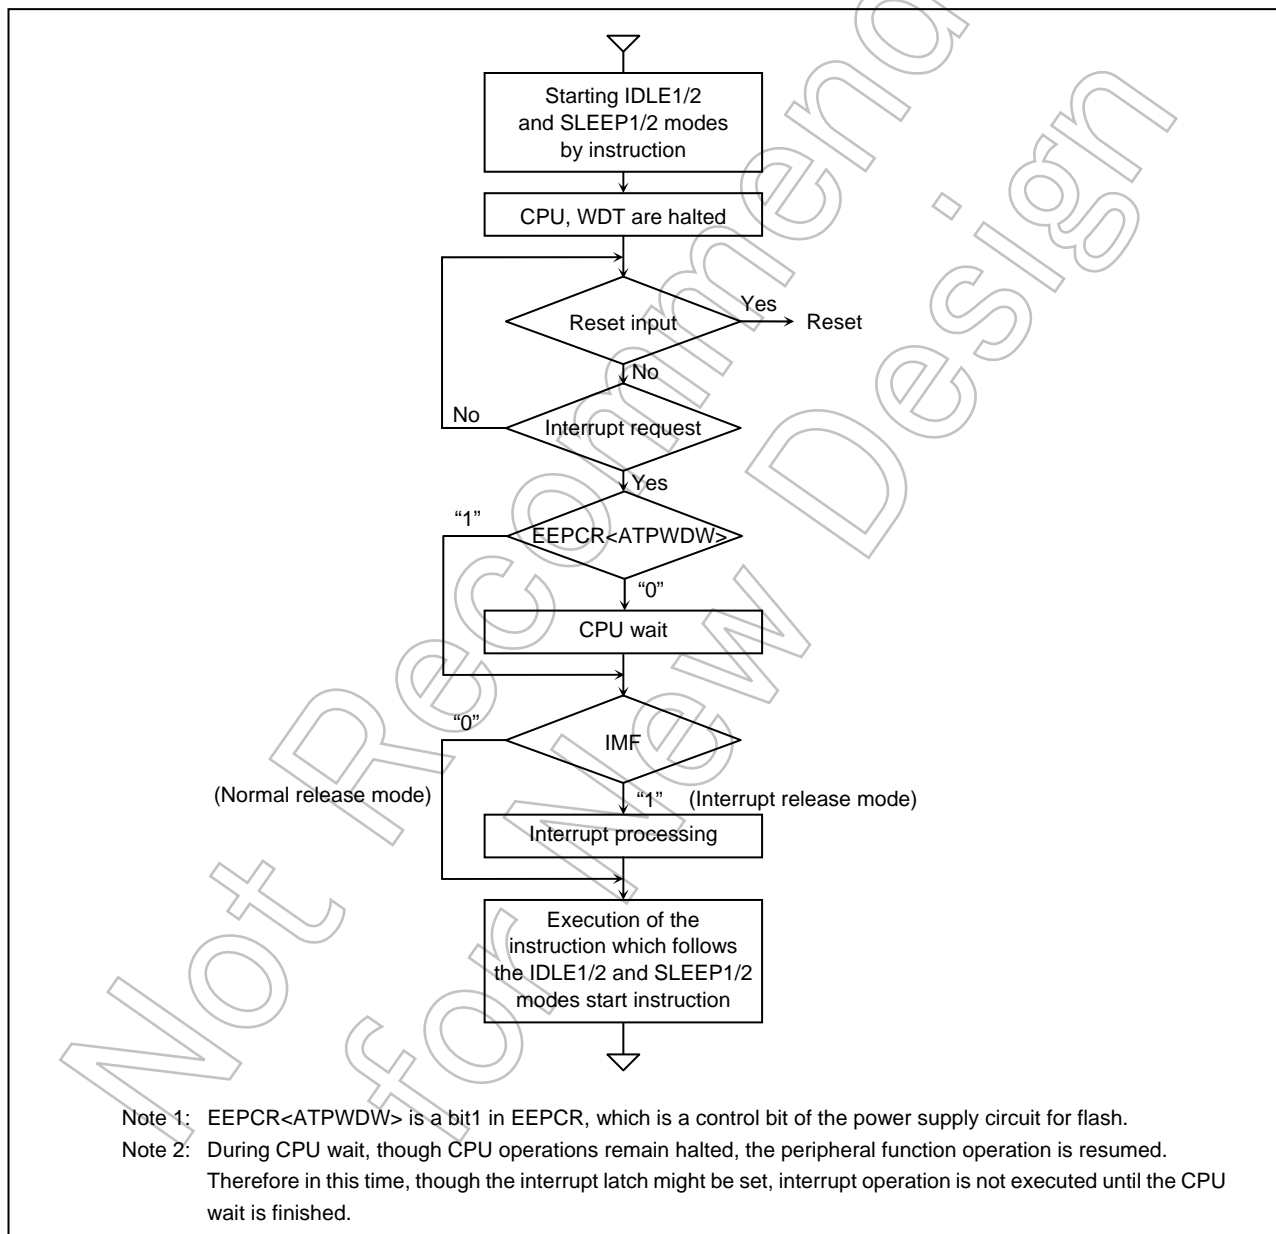 Starting IDLE1/2
and SLEEP1/2 modes
by instruction
CPU, WDT are halted
Reset input
Yes
Reset
No
Interrupt request
No
Yes
EEPCR<ATPWDW>
“1”
“0”
CPU wait
IMF
“0”
(Normal release mode)
“1” (Interrupt release mode)
Interrupt processing
Execution of the
instruction which follows
the IDLE1/2 and SLEEP1/2
modes start instruction
Note 1: EEPCR<ATPWDW> is a bit1 in EEPCR, which is a control bit of the power supply circuit for flash.
Note 2: During CPU wait, though CPU operations remain halted, the peripheral function operation is resumed.
Therefore in this time, though the interrupt latch might be set, interrupt operation is not executed until the CPU
wait is finished.
Not Recommend
for New Design